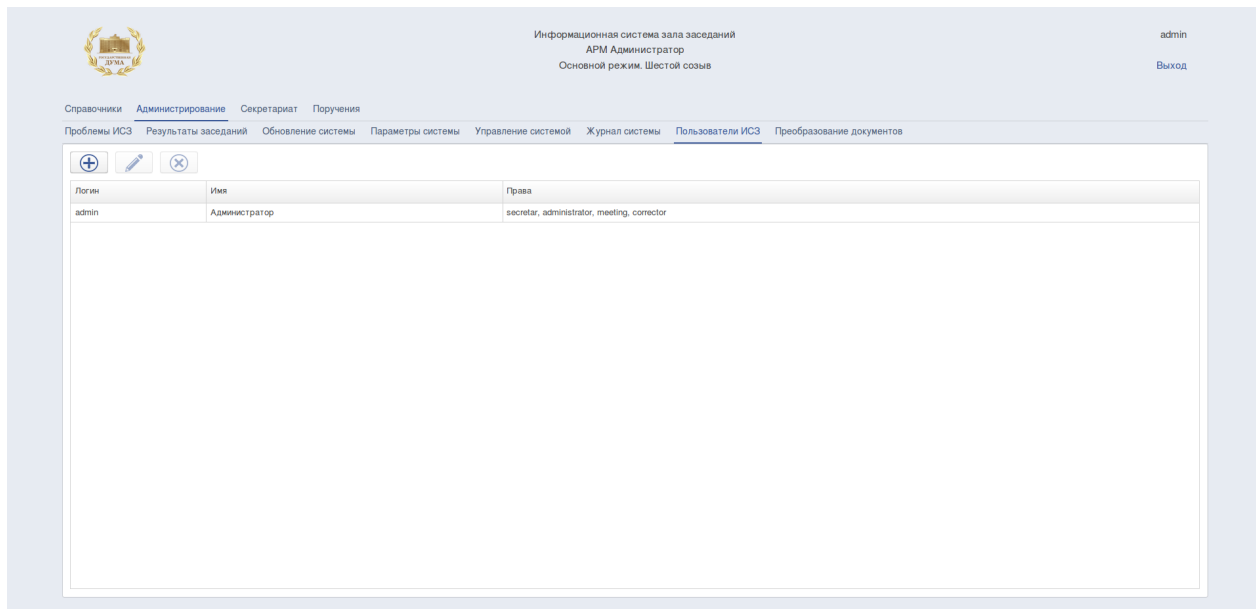 ГОСУДАРСТВЕННАЯ
ДУМА
Информационная система зала заседаний
АРМ Администратор
Основной режим. Шестой созыв
admin
Выход
Справочники Администрирование Секретариат Поручения
Проблемы ИСЗ Результаты заседаний Обновление системы Параметры системы Управление системой Журнал системы Пользователи ИСЗ Преобразование документов
Логин Имя Права
admin Администратор secretar, administrator, meeting, corrector